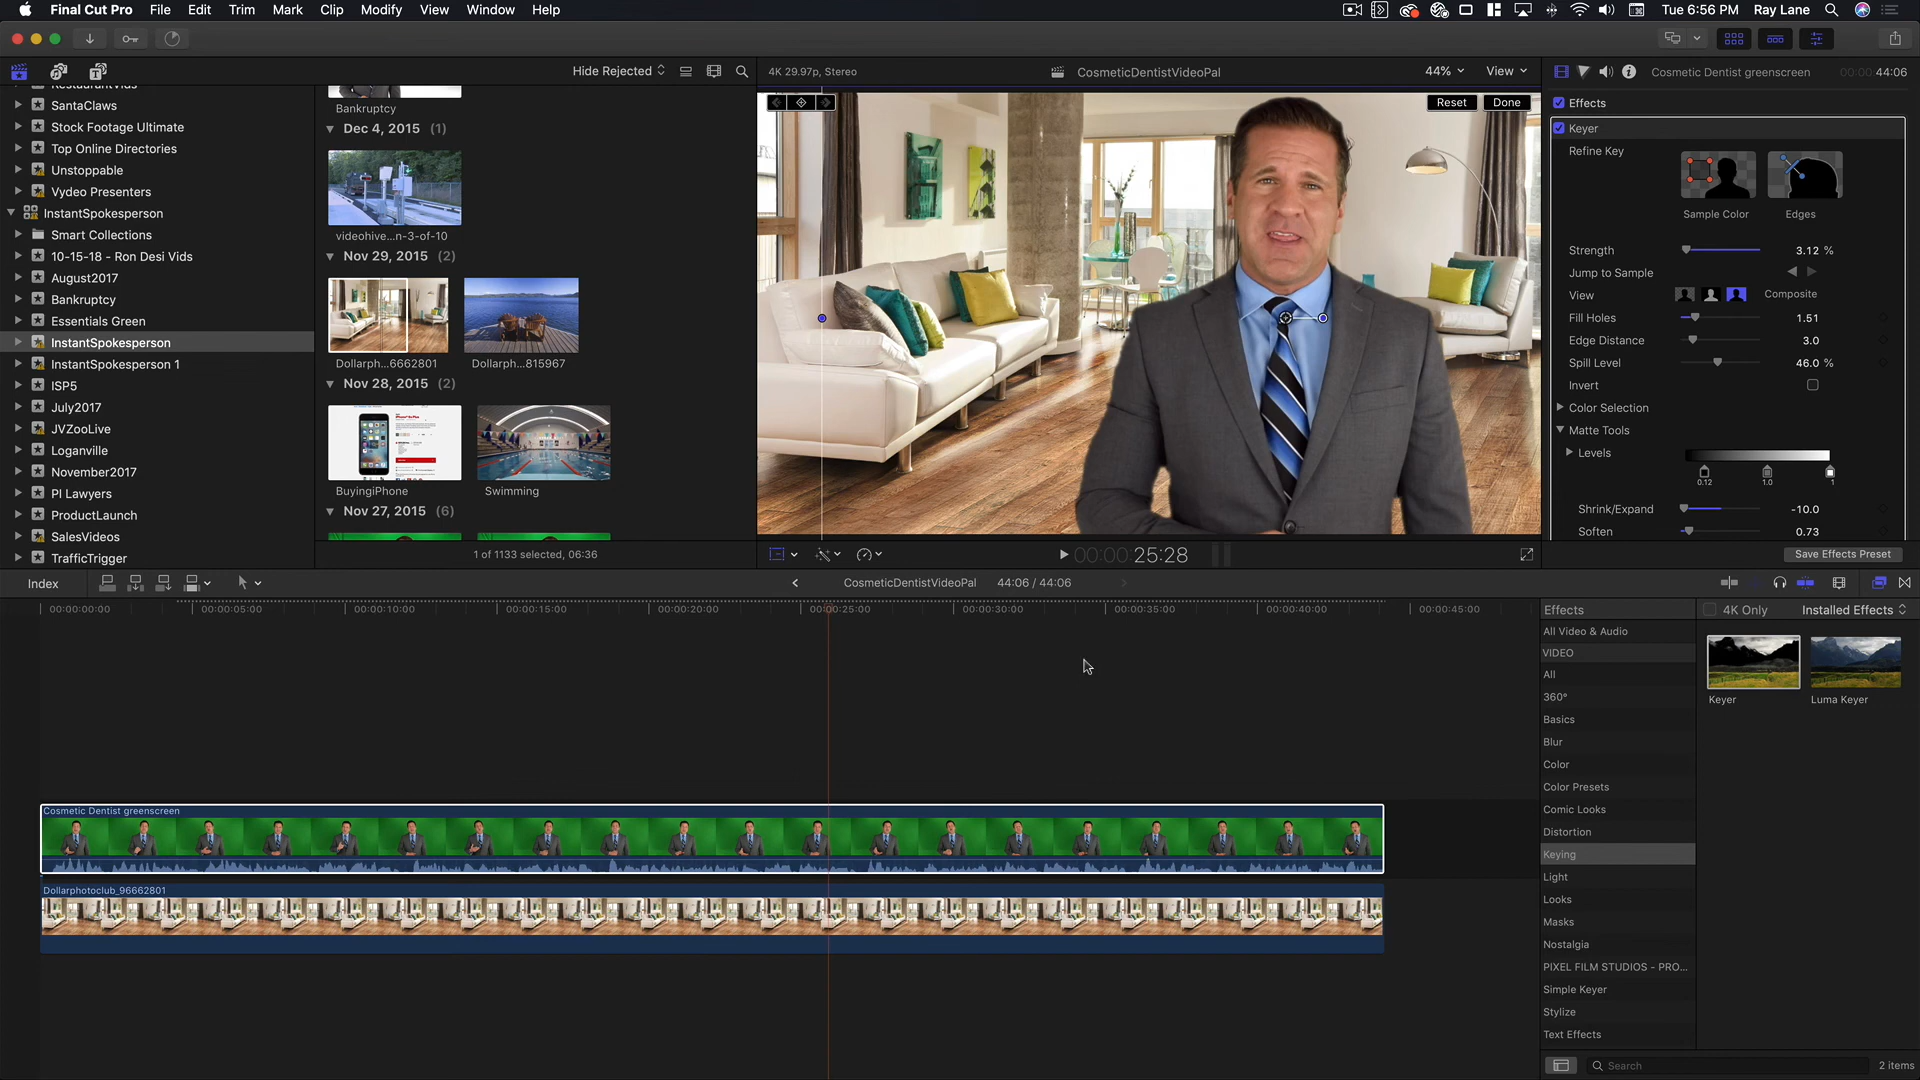 Final Cut Pro File Edit Trim Mark Clip Modify View Window Help
Tue 6:56 PM Ray Lane
Hide Rejected
4K 29.97p, Stereo
CosmeticDentistVideoPal
44% View
Cosmetic Dentist greenscreen
00:00:44:06
RestaurantVids
SantaClaws
Stock Footage Ultimate
Top Online Directories
Unstoppable
Vydeo Presenters
InstantSpokesperson
Smart Collections
10-15-18 - Ron Desi Vids
August2017
Bankruptcy
Essentials Green
InstantSpokesperson
InstantSpokesperson 1
ISP5
July2017
JVZooLive
Loganville
November2017
PI Lawyers
ProductLaunch
SalesVideos
TrafficTrigger
Bankruptcy
Dec 4, 2015 (1)
videohive...n-3-of-10
Nov 29, 2015 (2)
Dollarph...6662801
Dollarph...815967
Nov 28, 2015 (2)
BuyingiPhone
Swimming
Nov 27, 2015 (6)
1 of 1133 selected, 06:36
Reset
Done
00:00:25:28
Effects
Keyer
Refine Key
Sample Color
Edges
Strength 3.12 %
Jump to Sample
View Composite
Fill Holes 1.51
Edge Distance 3.0
Spill Level 46.0 %
Invert
Color Selection
Matte Tools
Levels
0.12 1.0 1
Shrink/Expand -10.0
Soften 0.73
Save Effects Preset
Index
CosmeticDentistVideoPal 44:06 / 44:06
00:00:00:00 00:00:05:00 00:00:10:00 00:00:15:00 00:00:20:00 00:00:25:00 00:00:30:00 00:00:35:00 00:00:40:00 00:00:45:00
Cosmetic Dentist greenscreen
Dollarphotoclub_96662801
Effects
4K Only
Installed Effects
All Video & Audio
VIDEO
All
360°
Basics
Blur
Color
Color Presets
Comic Looks
Distortion
Keying
Light
Looks
Masks
Nostalgia
PIXEL FILM STUDIOS - PRO...
Simple Keyer
Stylize
Text Effects
Keyer
Luma Keyer
Search
2 items